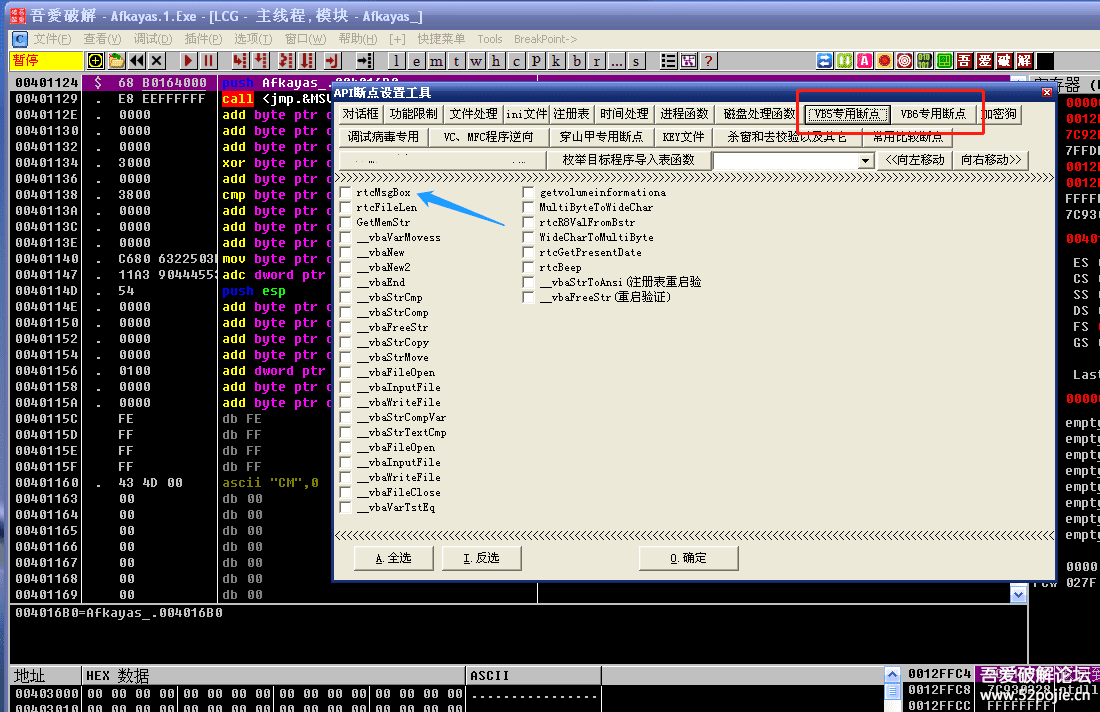 吾愛破解 - Afkayas.1.Exe - [LCG - 主线程,模块 - Afkayas_]
C 文件(F) 查看(V) 调试(D) 插件(P) 选项(T) 窗口(W) 帮助(H) [+] 快捷菜单 Tools BreakPoint->
暂停 l e m t w h c P k b r ... s ? A 吾 爱 破 解
00401124 $ 68 B0164000 push Afkayas_.004016B0
00401129 . E8 EEFFFFFF call <jmp.&MSV
0040112E . 0000 add byte ptr
00401130 . 0000 add byte ptr
00401132 . 0000 add byte ptr
00401134 . 3000 xor byte ptr
00401136 . 0000 add byte ptr
00401138 . 3800 cmp byte ptr
0040113A . 0000 add byte ptr
0040113C . 0000 add byte ptr
0040113E . 0000 add byte ptr
00401140 . C680 6322503 mov byte ptr
00401147 . 11A3 9044455 adc dword ptr
0040114D . 54 push esp
0040114E . 0000 add byte ptr
00401150 . 0000 add byte ptr
00401152 . 0000 add byte ptr
00401154 . 0000 add byte ptr
00401156 . 0100 add dword ptr
00401158 . 0000 add byte ptr
0040115A . 0000 add byte ptr
0040115C FE db FE
0040115D FF db FF
0040115E FF db FF
0040115F FF db FF
00401160 . 43 4D 00 ascii "CM",0
00401163 00 db 00
00401164 00 db 00
00401165 00 db 00
00401166 00 db 00
00401167 00 db 00
00401168 00 db 00
00401169 00 db 00
API断点设置工具
对话框 功能限制 文件处理 ini文件 注册表 时间处理 进程函数 磁盘处理函数 VB5专用断点 VB6专用断点 加密狗
调试病毒专用 VC、MFC程序逆向 穿山甲专用断点 KEY文件 杀窗和去校验以及其它 常用比较断点
枚举目标程序导入表函数 <<向左移动 向右移动>>
rtcMsgBox
rtcFileLen
GetMemStr
__vbaVarMovess
__vbaNew
__vbaNew2
__vbaEnd
__vbaStrCmp
__vbaStrComp
__vbaFreeStr
__vbaStrCopy
__vbaStrMove
__vbaFileOpen
__vbaInputFile
__vbaWriteFile
__vbaStrCompVar
__vbaStrTextCmp
__vbaFileOpen
__vbaInputFile
__vbaWriteFile
__vbaFileClose
__vbaVarTstEq
getvolumeinformationa
MultiByteToWideChar
rtcR8ValFromBstr
WideCharToMultiByte
rtcGetPresentDate
rtcBeep
__vbaStrToAnsi(注册表重启验
__vbaFreeStr(重启验证)
A.全选 I.反选 O.确定
ES
CS
SS
DS
FS
GS
Last
empty
empty
empty
empty
empty
empty
empty
empty
027F
004016B0=Afkayas_.004016B0
地址 HEX 数据 ASCII
00403000 00 00 00 00 00 00 00 00 00 00 00 00 00 00 00 00 ................
0012FFC4
0012FFC8 7C930228 ntdll
0012FFCC FFFFFFFF
吾爱破解论坛
www.52pojie.cn